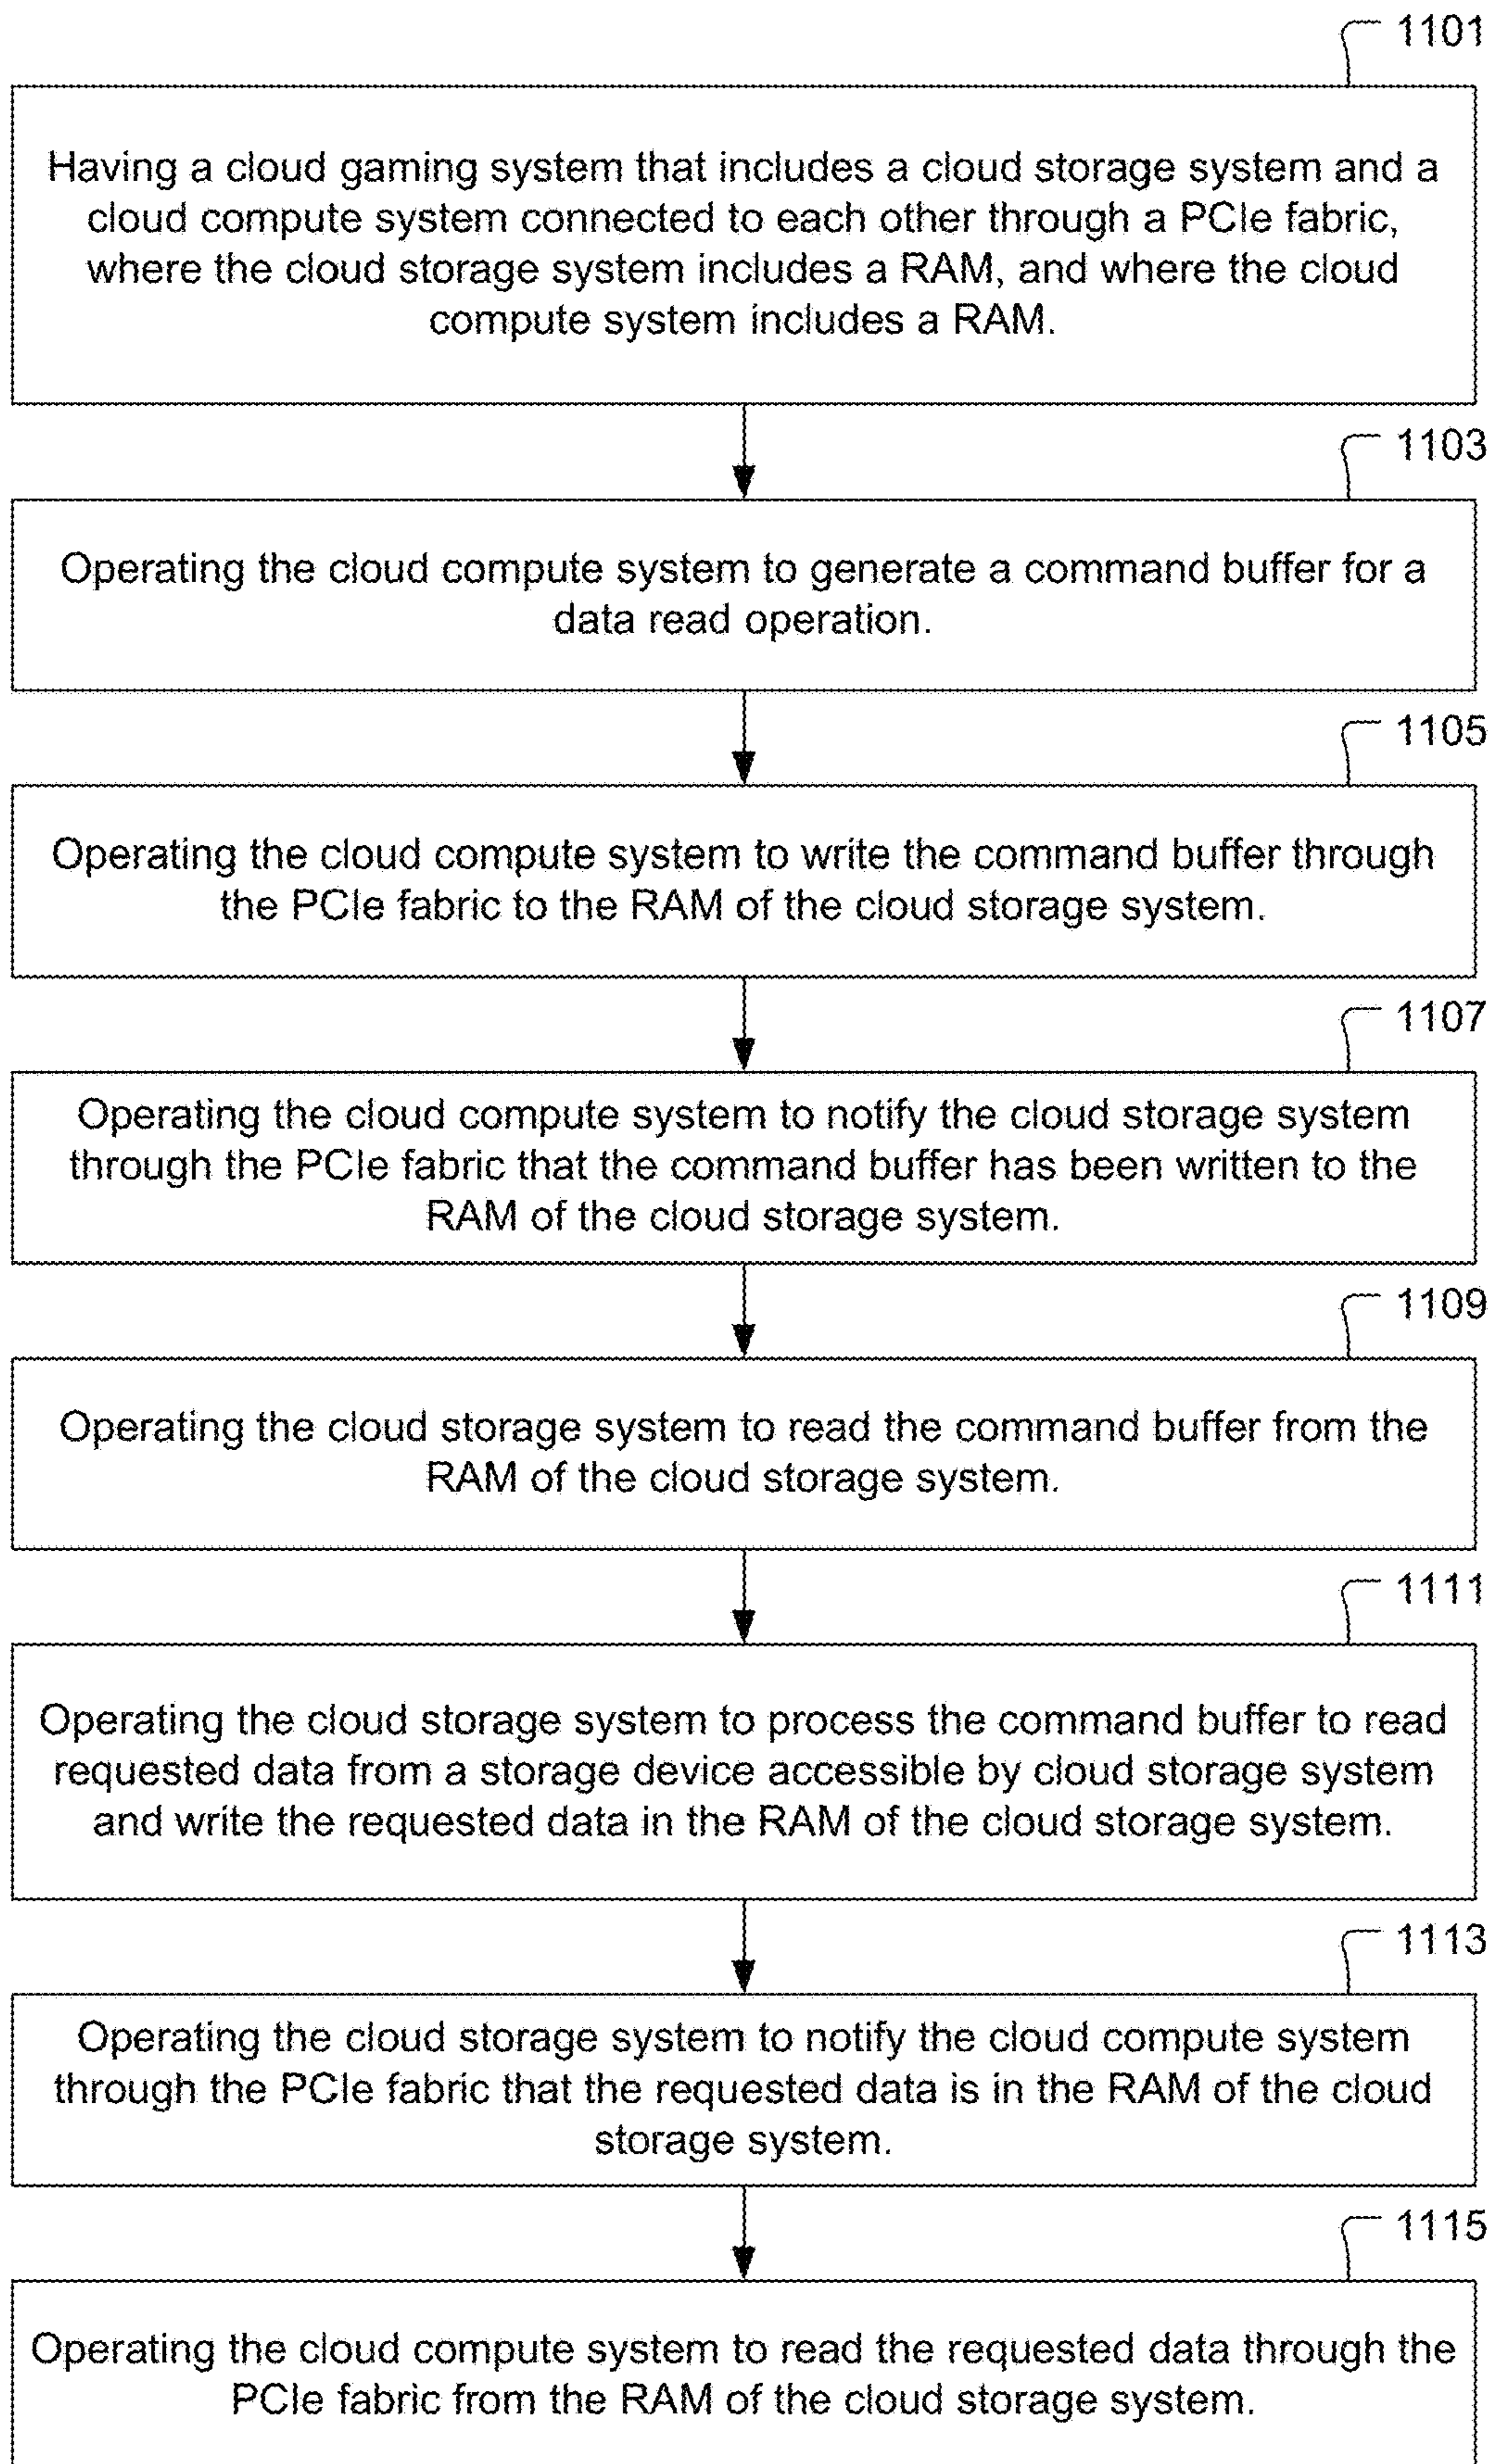 1101
Having a cloud gaming system that includes a cloud storage system and a
cloud compute system connected to each other through a PCIe fabric,
where the cloud storage system includes a RAM, and where the cloud
compute system includes a RAM.
1103
Operating the cloud compute system to generate a command buffer for a
data read operation.
1105
Operating the cloud compute system to write the command buffer through
the PCIe fabric to the RAM of the cloud storage system.
1107
Operating the cloud compute system to notify the cloud storage system
through the PCIe fabric that the command buffer has been written to the
RAM of the cloud storage system.
1109
Operating the cloud storage system to read the command buffer from the
RAM of the cloud storage system.
1111
Operating the cloud storage system to process the command buffer to read
requested data from a storage device accessible by cloud storage system
and write the requested data in the RAM of the cloud storage system.
1113
Operating the cloud storage system to notify the cloud compute system
through the PCIe fabric that the requested data is in the RAM of the cloud
storage system.
1115
Operating the cloud compute system to read the requested data through the
PCIe fabric from the RAM of the cloud storage system.